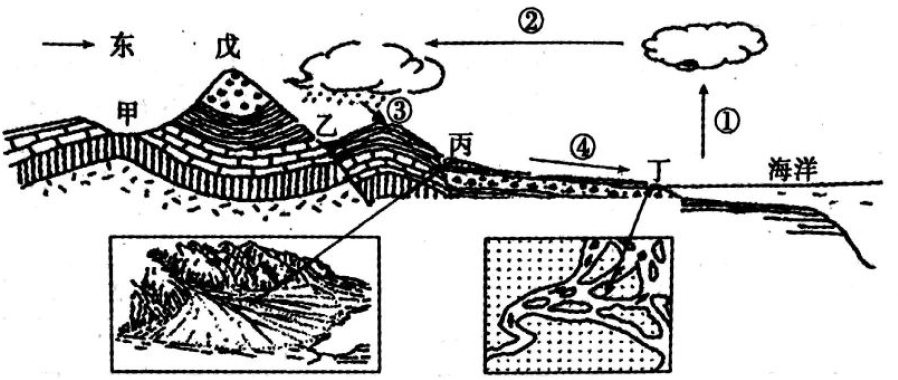 ②
东 戊
甲 乙 ③ ①
丙 ④ 丁 海洋